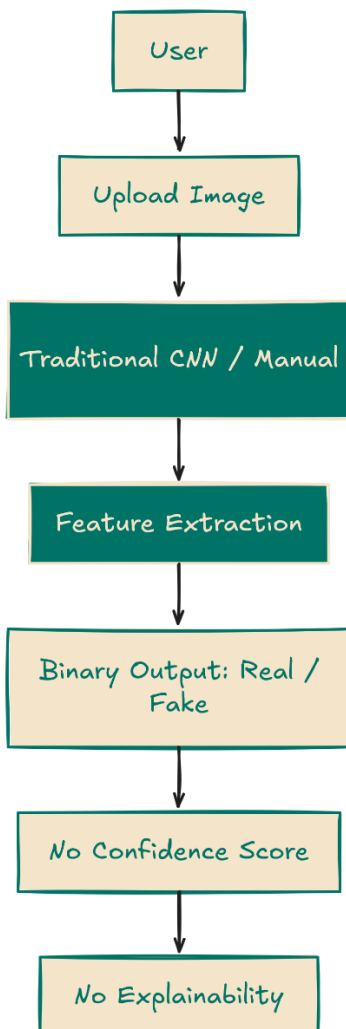 User
Upload Image
Traditional CNN / Manual
Feature Extraction
Binary Output: Real /
Fake
No Confidence Score
No Explainability